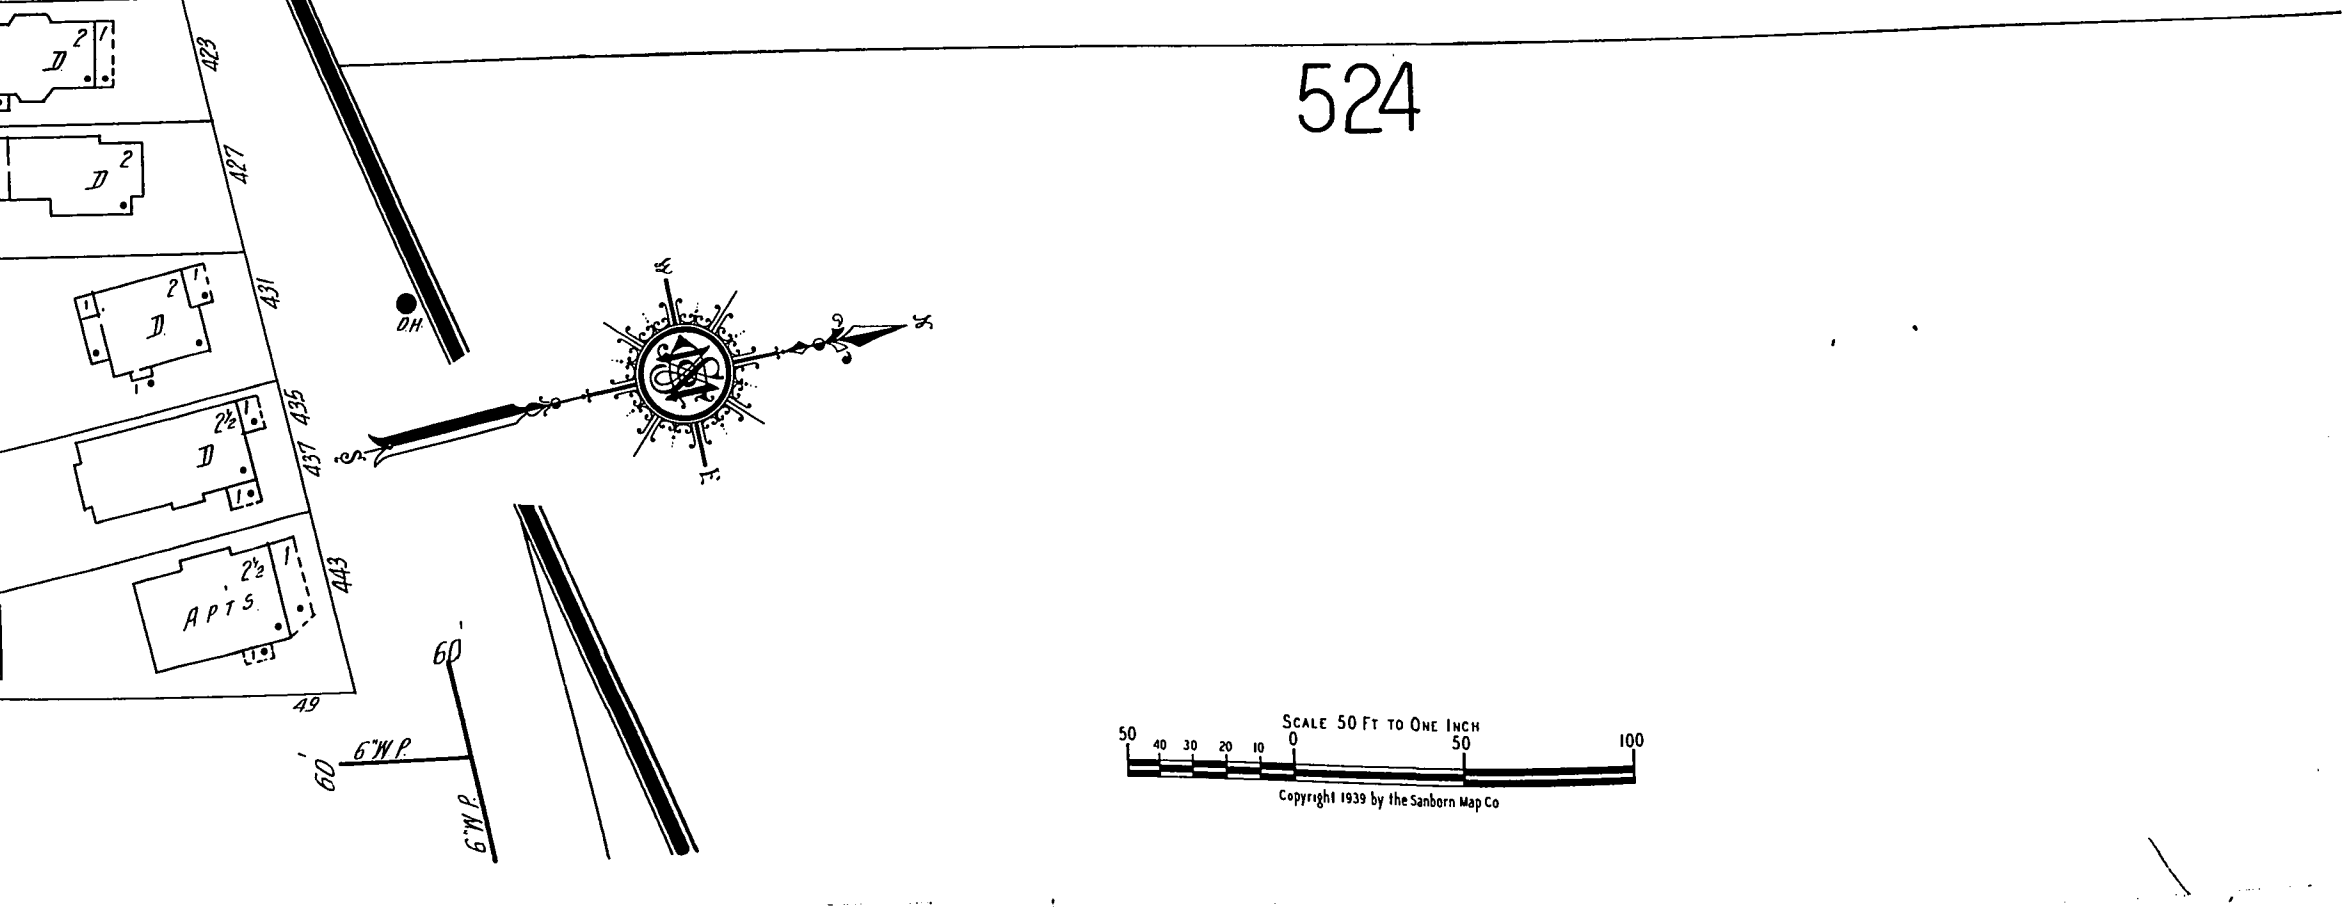 524
2 1
D.
423
2
D
427
1 2 1
D.
1
431
D.H.
W
N
S
E
2½ 1
D
1
435
437
2½ 1
APTS.
1
443
49
60'
6" W.P.
60'
6" W.P.
SCALE 50 FT TO ONE INCH
50 40 30 20 10 0 50 100
Copyright 1939 by the Sanborn Map Co